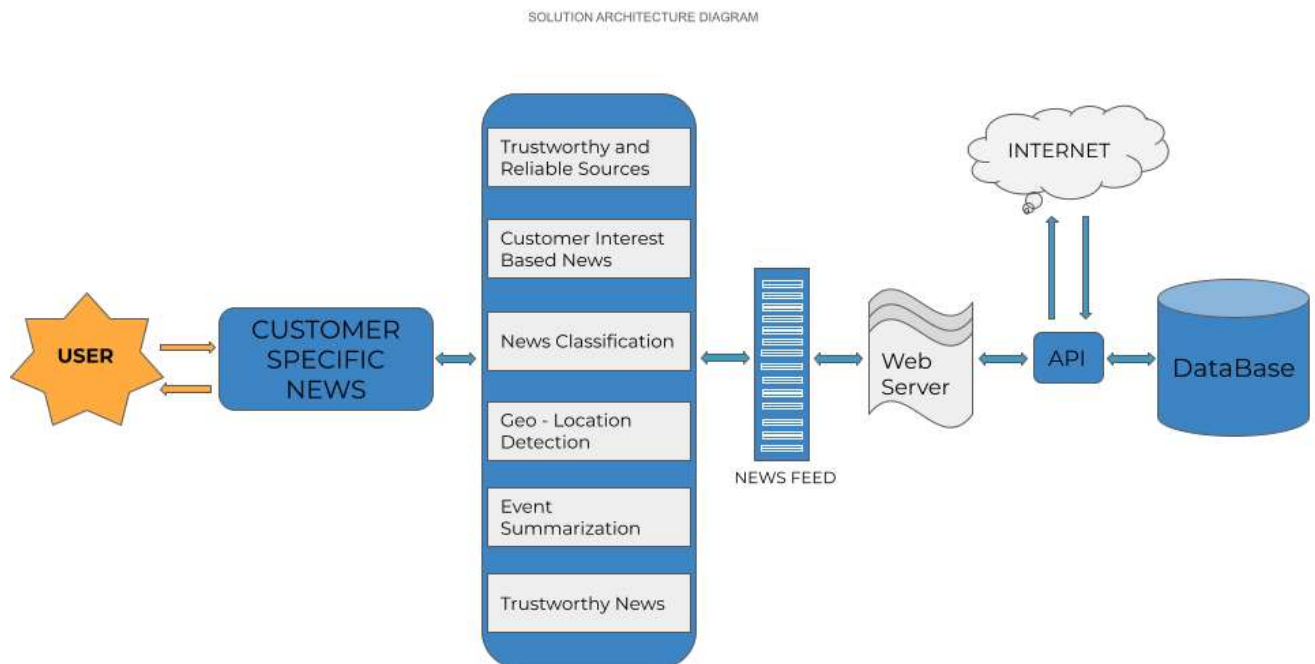 SOLUTION ARCHITECTURE DIAGRAM
USER
CUSTOMER
SPECIFIC
NEWS
Trustworthy and
Reliable Sources
Customer Interest
Based News
News Classification
Geo - Location
Detection
Event
Summarization
Trustworthy News
NEWS FEED
Web
Server
INTERNET
API
DataBase